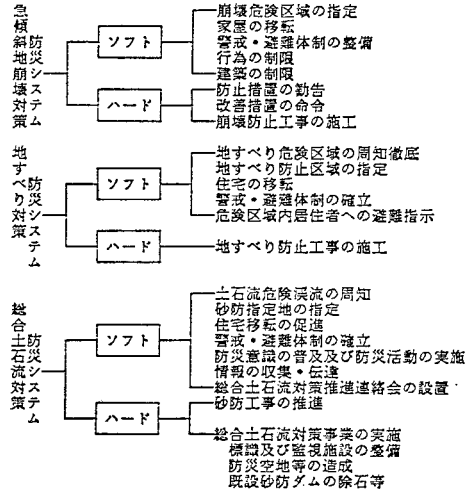 急傾斜地崩壊対策
防災システム
ソフト
崩壊危険区域の指定
家屋の移転
警戒・避難体制の整備
行為の制限
建築の制限
ハード
防止措置の勧告
改善措置の命令
崩壊防止工事の施工
地すべり対策
防災システム
ソフト
地すべり危険区域の周知徹底
地すべり防止区域の指定
住宅の移転
警戒・避難体制の確立
危険区域内居住者への避難指示
ハード
地すべり防止工事の施工
総合土石流対策
防災システム
ソフト
土石流危険渓流の周知
砂防指定地の指定
住宅移転の促進
警戒・避難体制の確立
防災意識の普及及び防災活動の実施
情報の収集・伝達
総合土石流対策推進連絡会の設置
ハード
砂防工事の推進
総合土石流対策事業の実施
標識及び監視施設の整備
防災空地等の造成
既設砂防ダムの除石等